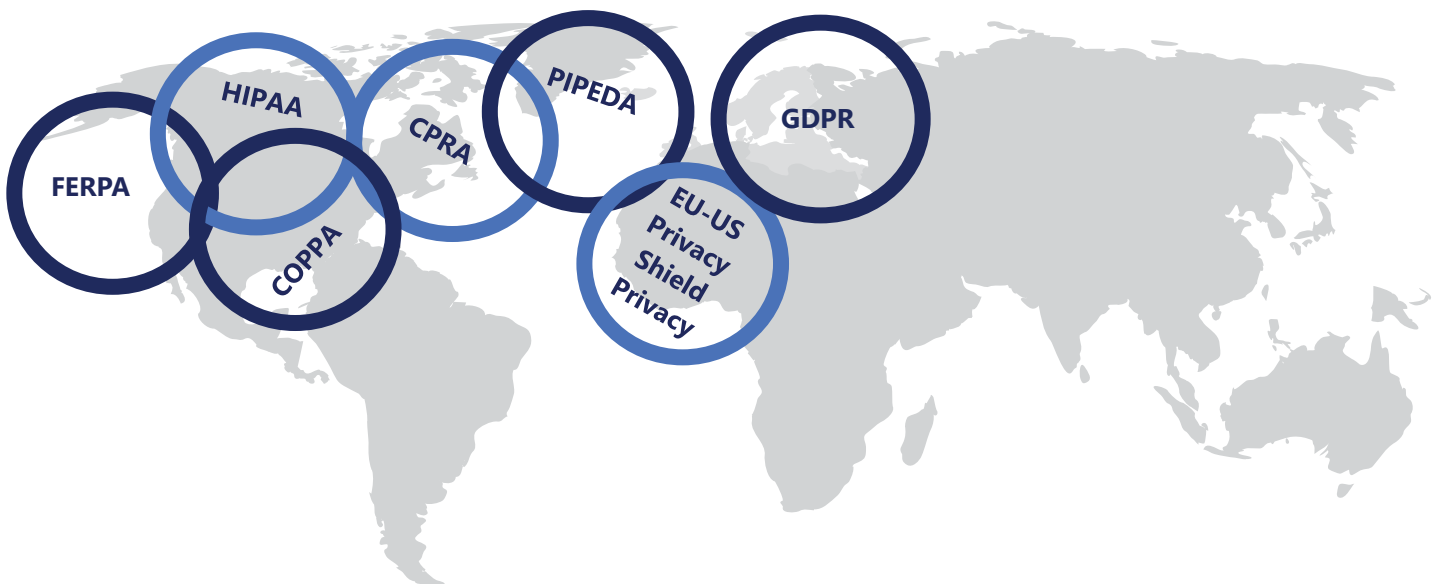 FERPA
HIPAA
COPPA
CPRA
PIPEDA
EU-US
Privacy
Shield
Privacy
GDPR